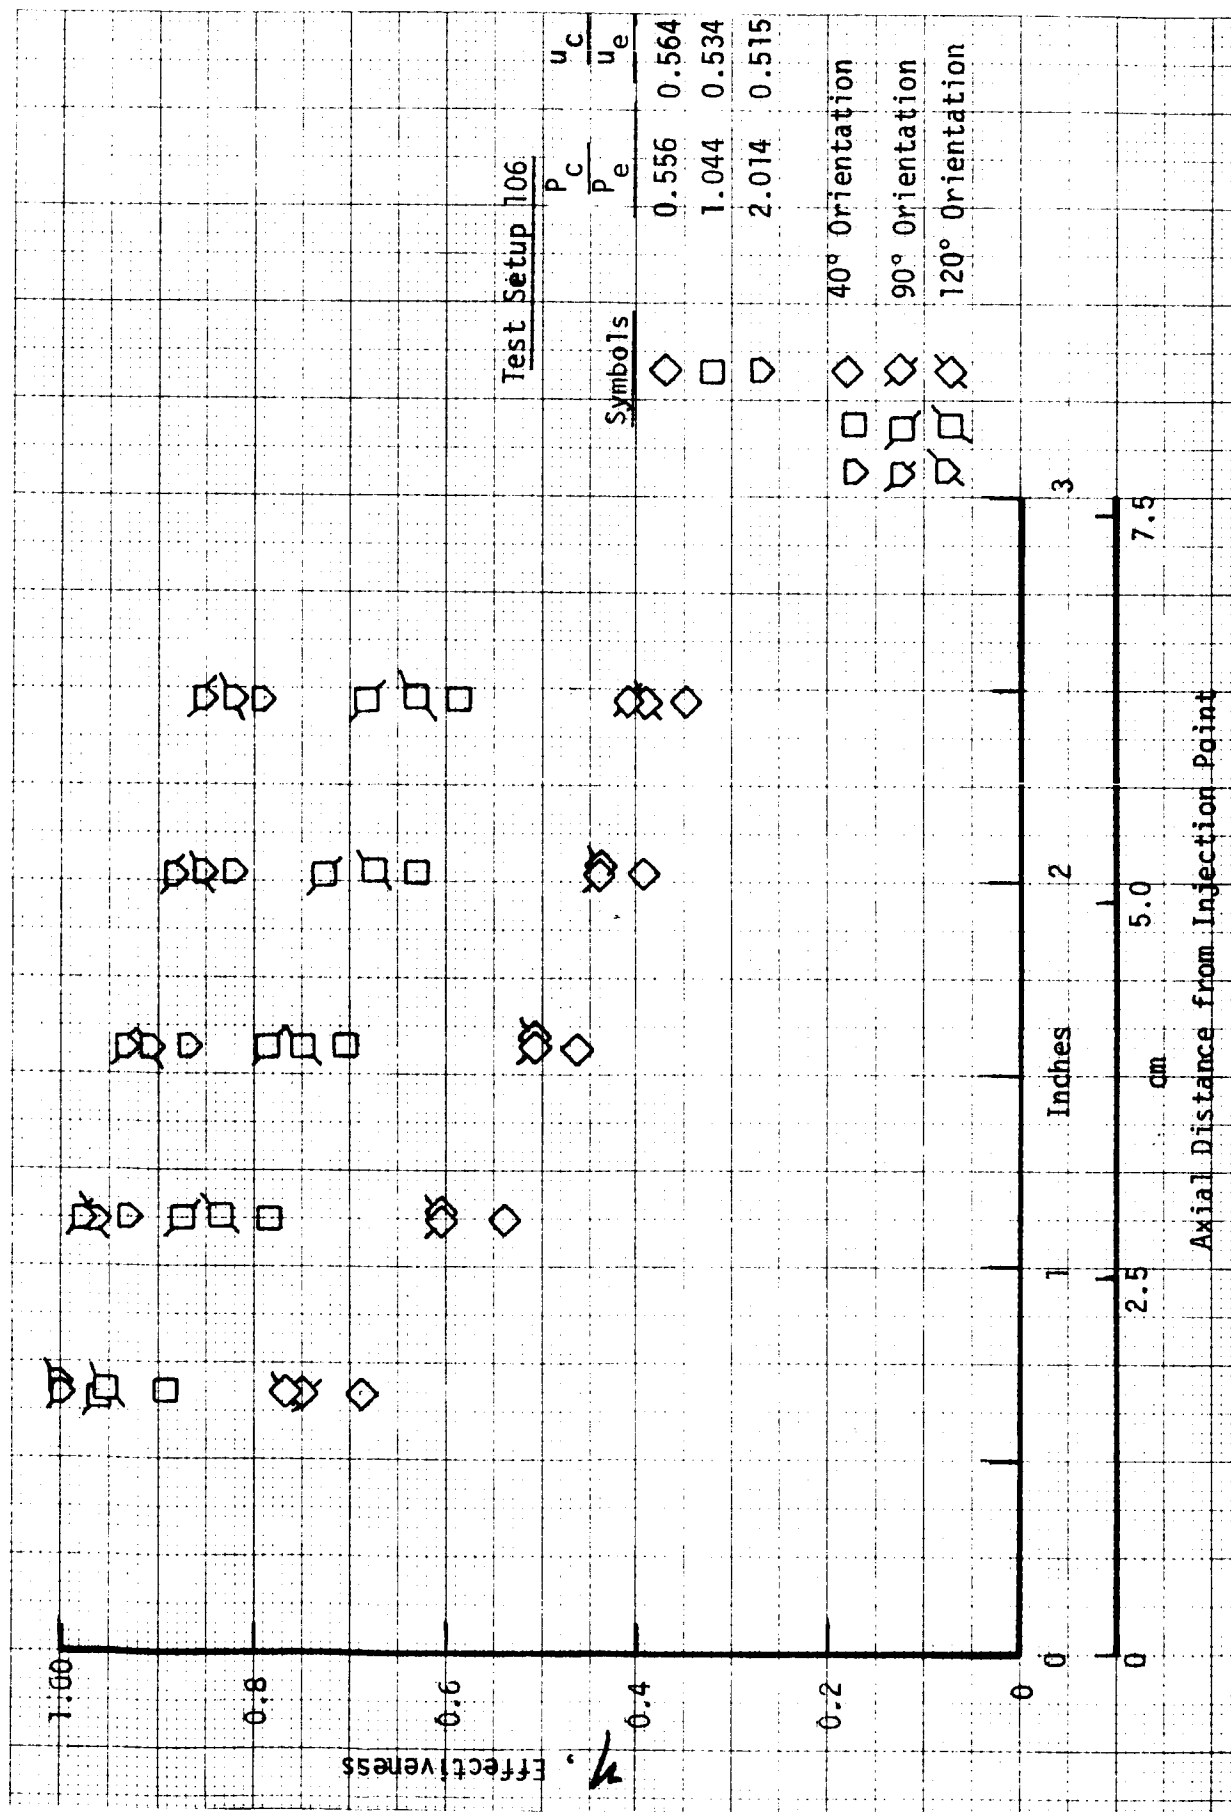 Test Setup 106
Symbols
P_c u_c
P_e u_e
0.556 0.564
1.044 0.534
2.014 0.515
40° Orientation
90° Orientation
120° Orientation
η, Effectiveness
1.00
0.8
0.6
0.4
0.2
0
0 1 2 3
Inches
0 2.5 5.0 7.5
cm
Axial Distance from Injection Point